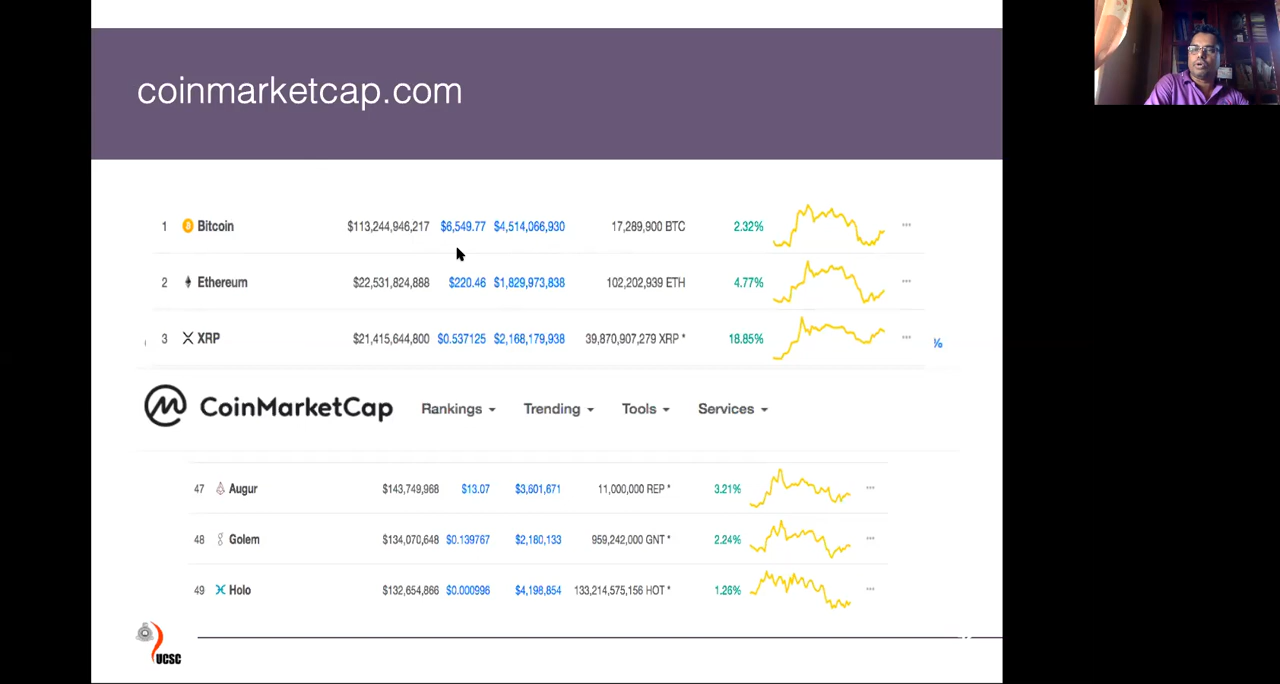 coinmarketcap.com
1 Bitcoin $113,244,946,217 $6,549.77 $4,514,066,930 17,289,900 BTC 2.32% ...
2 Ethereum $22,531,824,888 $220.46 $1,829,973,838 102,202,939 ETH 4.77% ...
3 XRP $21,415,644,800 $0.537125 $2,168,179,938 39,870,907,279 XRP * 18.85% ... %
CoinMarketCap Rankings Trending Tools Services
47 Augur $143,749,968 $13.07 $3,601,671 11,000,000 REP * 3.21% ...
48 Golem $134,070,648 $0.139767 $2,180,133 959,242,000 GNT * 2.24% ...
49 Holo $132,654,866 $0.000996 $4,198,854 133,214,575,156 HOT * 1.26% ...
UCSC